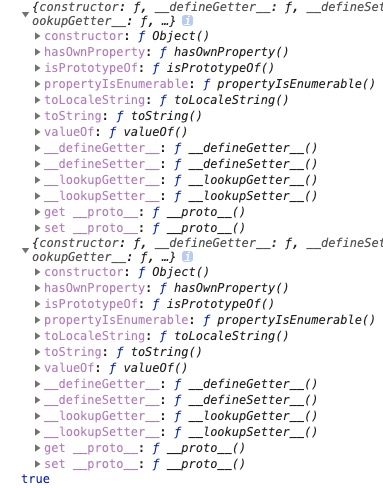 {constructor: ƒ, __defineGetter__: ƒ, __defineSet
ookupGetter__: ƒ, …} i
constructor: ƒ Object()
hasOwnProperty: ƒ hasOwnProperty()
isPrototypeOf: ƒ isPrototypeOf()
propertyIsEnumerable: ƒ propertyIsEnumerable()
toLocaleString: ƒ toLocaleString()
toString: ƒ toString()
valueOf: ƒ valueOf()
__defineGetter__: ƒ __defineGetter__()
__defineSetter__: ƒ __defineSetter__()
__lookupGetter__: ƒ __lookupGetter__()
__lookupSetter__: ƒ __lookupSetter__()
get __proto__: ƒ __proto__()
set __proto__: ƒ __proto__()
{constructor: ƒ, __defineGetter__: ƒ, __defineSet
ookupGetter__: ƒ, …} i
constructor: ƒ Object()
hasOwnProperty: ƒ hasOwnProperty()
isPrototypeOf: ƒ isPrototypeOf()
propertyIsEnumerable: ƒ propertyIsEnumerable()
toLocaleString: ƒ toLocaleString()
toString: ƒ toString()
valueOf: ƒ valueOf()
__defineGetter__: ƒ __defineGetter__()
__defineSetter__: ƒ __defineSetter__()
__lookupGetter__: ƒ __lookupGetter__()
__lookupSetter__: ƒ __lookupSetter__()
get __proto__: ƒ __proto__()
set __proto__: ƒ __proto__()
true